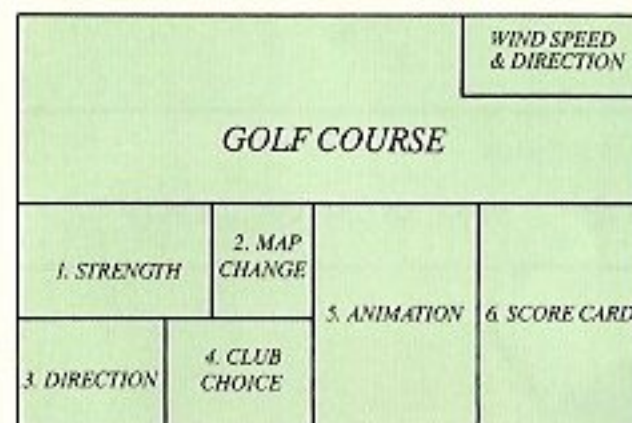 WIND SPEED
& DIRECTION
GOLF COURSE
1. STRENGTH
2. MAP
CHANGE
3. DIRECTION
4. CLUB
CHOICE
5. ANIMATION
6. SCORE CARD